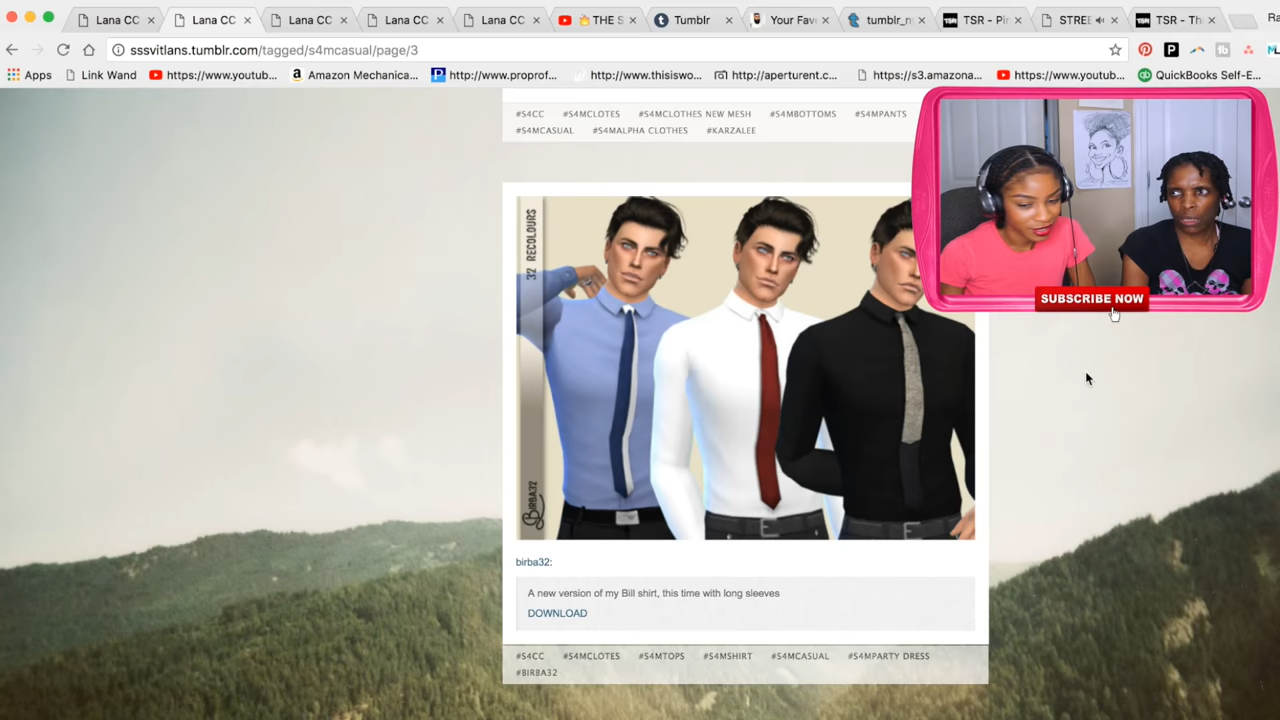 Lana CC
Lana CC
Lana CC
Lana CC
Lana CC
THE S
Tumblr
Your Fav
tumblr_n
TSR - Pin
STREE
TSR - Th
Ra
sssvitlans.tumblr.com/tagged/s4mcasual/page/3
Apps
Link Wand
https://www.youtub...
Amazon Mechanica...
http://www.proprof...
http://www.thisiswo...
http://aperturent.c...
https://s3.amazona...
https://www.youtub...
QuickBooks Self-E...
#S4CC #S4MCLOTES #S4MCLOTHES NEW MESH #S4MBOTTOMS #S4MPANTS
#S4MCASUAL #S4MALPHA CLOTHES #KARZALEE
32 RECOLOURS
BIRBA32
SUBSCRIBE NOW
birba32:
A new version of my Bill shirt, this time with long sleeves
DOWNLOAD
#S4CC #S4MCLOTES #S4MTOPS #S4MSHIRT #S4MCASUAL #S4MPARTY DRESS
#BIRBA32